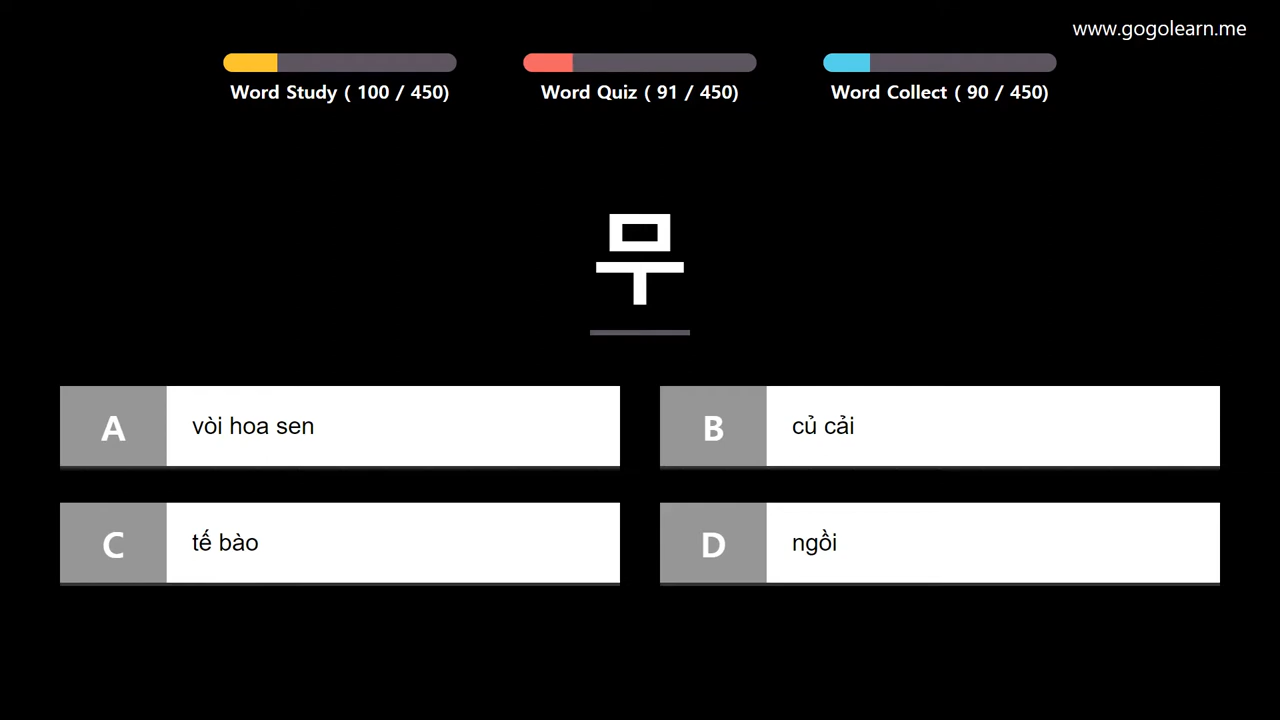 www.gogolearn.me
Word Study ( 100 / 450)
Word Quiz ( 91 / 450)
Word Collect ( 90 / 450)
무
A vòi hoa sen
B củ cải
C tế bào
D ngồi